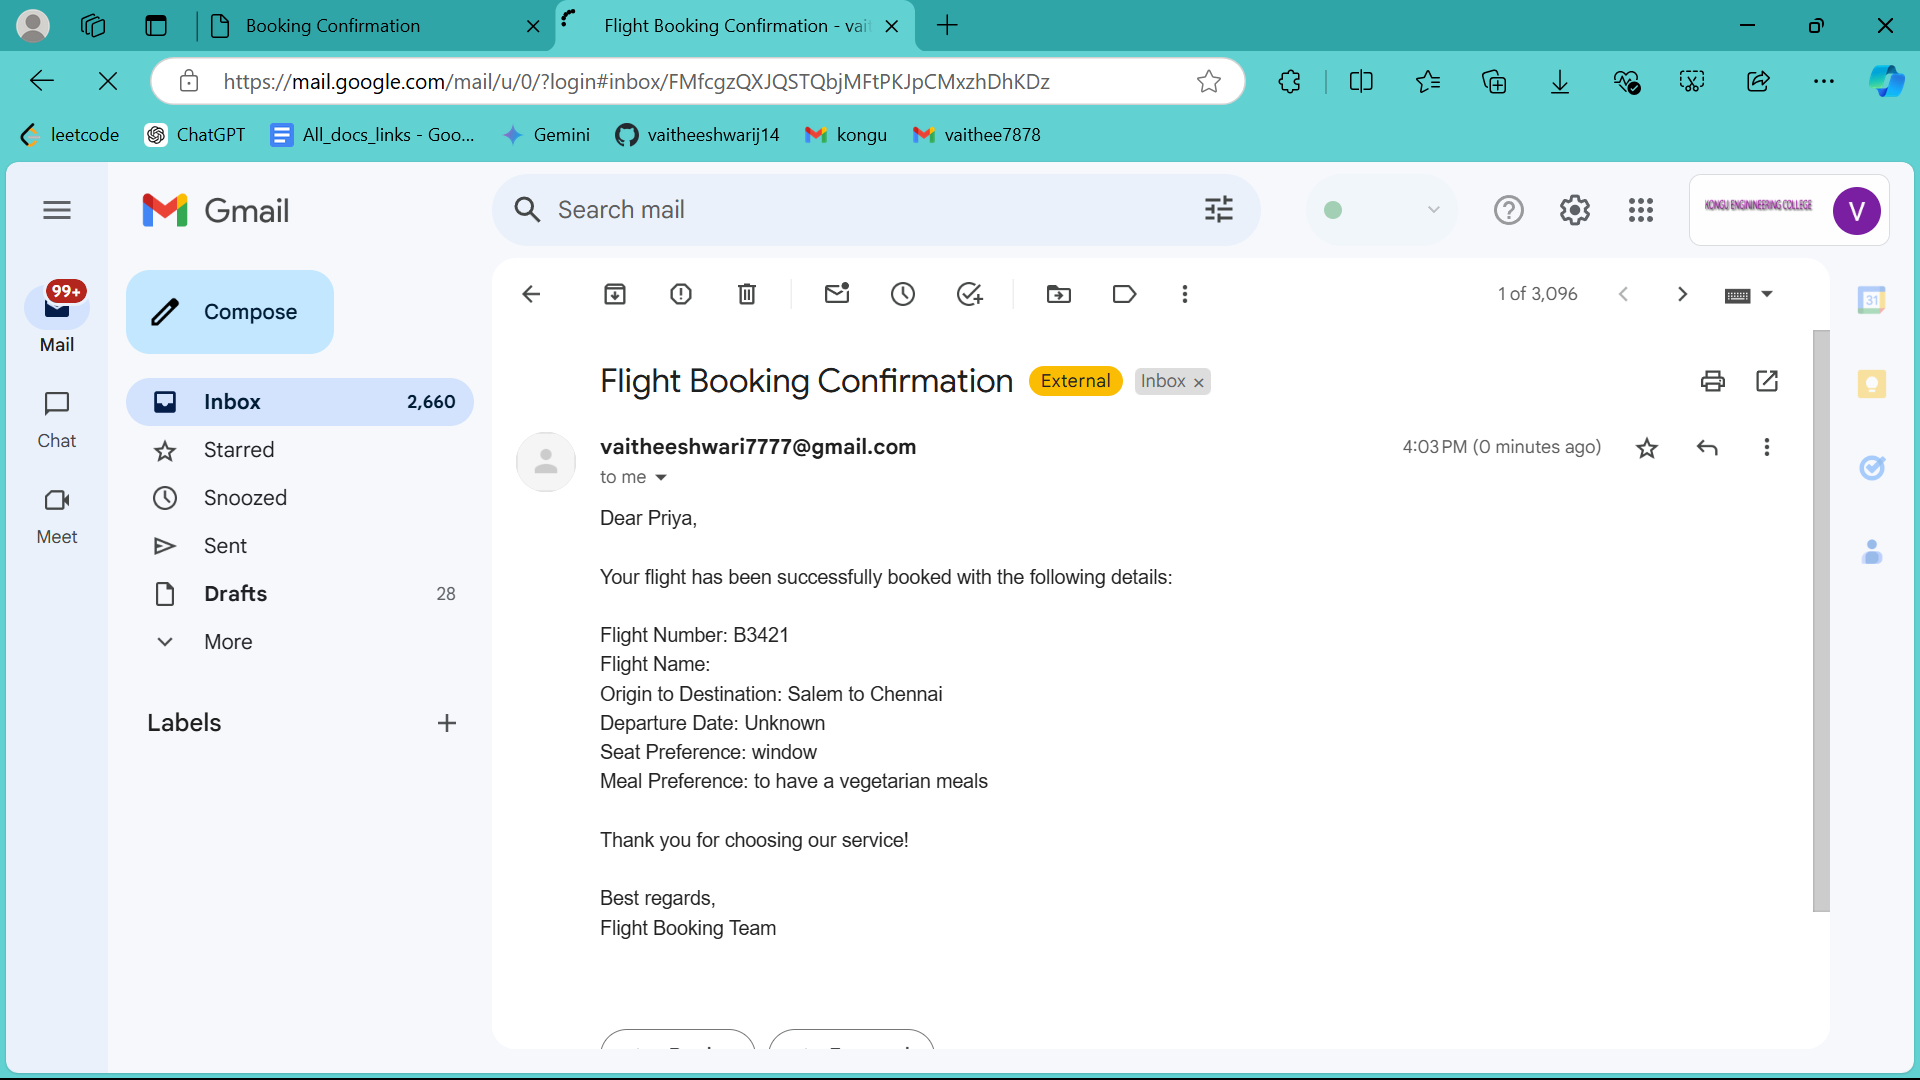 Booking Confirmation
Flight Booking Confirmation - vai
https://mail.google.com/mail/u/0/?login#inbox/FMfcgzQXJQSTQbjMFtPKJpCMxzhDhKDz
leetcode
ChatGPT
All_docs_links - Goo...
Gemini
vaitheeshwarij14
kongu
vaithee7878
Gmail
Search mail
KONGU ENGINEERING COLLEGE
V
99+
Mail
Chat
Meet
Compose
Inbox 2,660
Starred
Snoozed
Sent
Drafts 28
More
Labels
1 of 3,096
31
Flight Booking Confirmation External Inbox
vaitheeshwari7777@gmail.com
4:03 PM (0 minutes ago)
to me
Dear Priya,
Your flight has been successfully booked with the following details:
Flight Number: B3421
Flight Name:
Origin to Destination: Salem to Chennai
Departure Date: Unknown
Seat Preference: window
Meal Preference: to have a vegetarian meals
Thank you for choosing our service!
Best regards,
Flight Booking Team